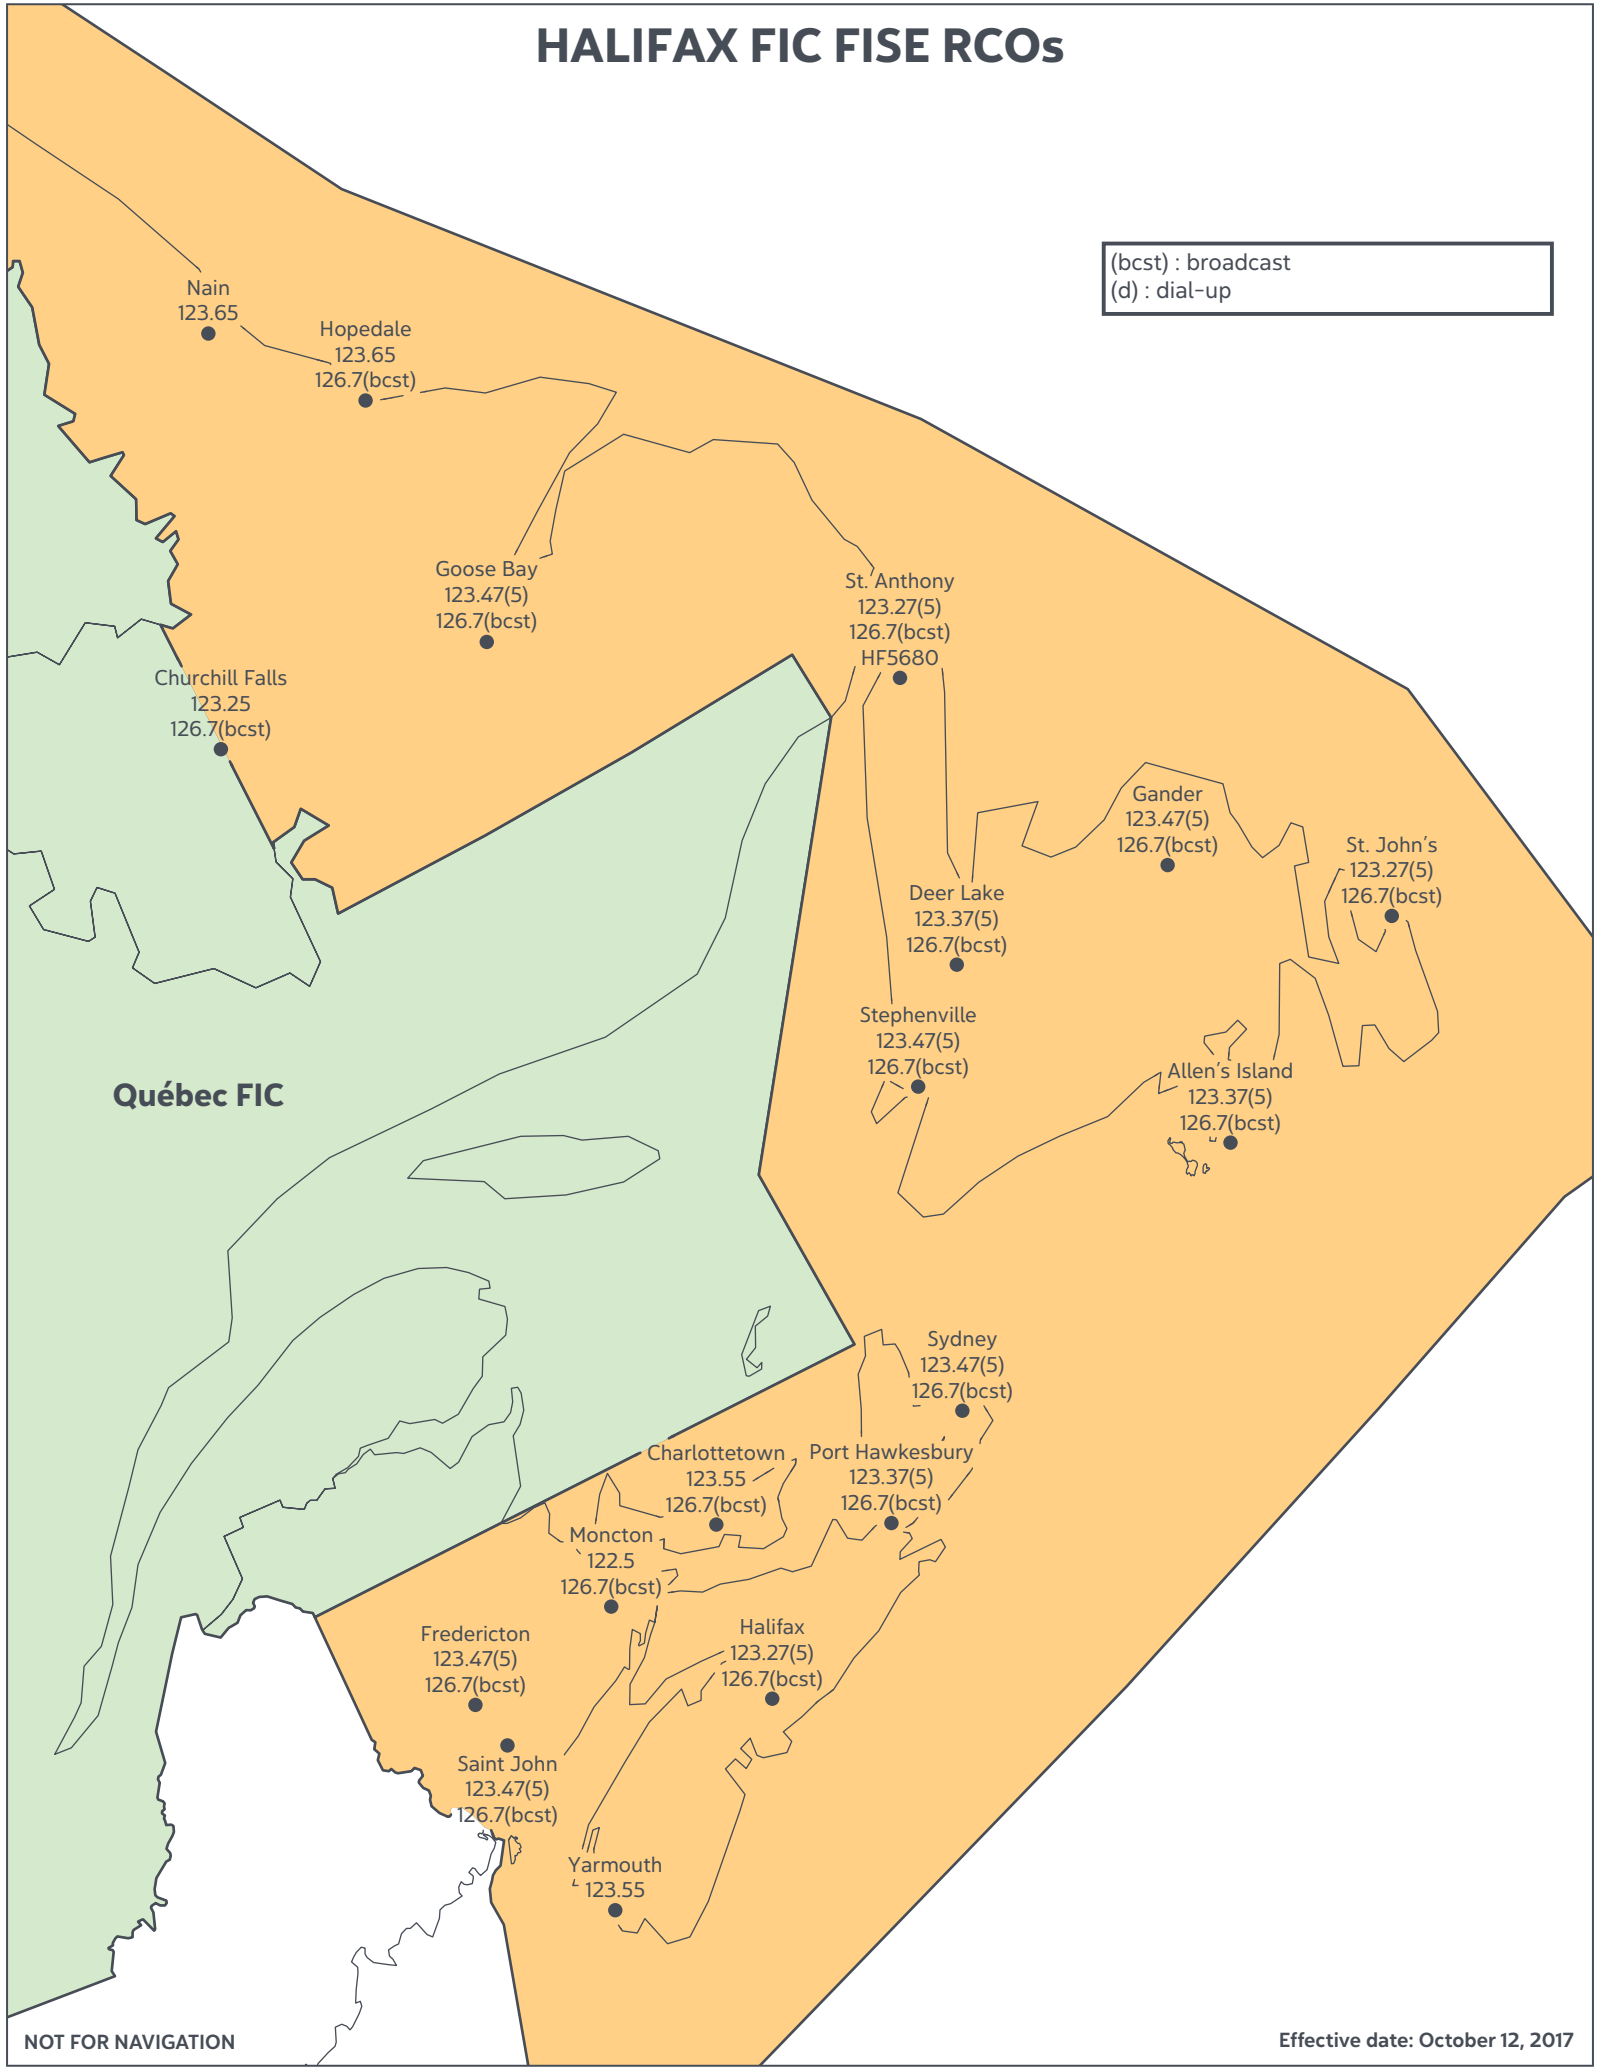 HALIFAX FIC FISE RCOs
(bcst) : broadcast
(d) : dial-up
Nain
123.65
Hopedale
123.65
126.7(bcst)
Goose Bay
123.47(5)
126.7(bcst)
St. Anthony
123.27(5)
126.7(bcst)
HF5680
Churchill Falls
123.25
126.7(bcst)
Gander
123.47(5)
126.7(bcst)
St. John's
123.27(5)
126.7(bcst)
Deer Lake
123.37(5)
126.7(bcst)
Stephenville
123.47(5)
126.7(bcst)
Allen's Island
123.37(5)
126.7(bcst)
Québec FIC
Sydney
123.47(5)
126.7(bcst)
Charlottetown
123.55
126.7(bcst)
Port Hawkesbury
123.37(5)
126.7(bcst)
Moncton
122.5
126.7(bcst)
Fredericton
123.47(5)
126.7(bcst)
Halifax
123.27(5)
126.7(bcst)
Saint John
123.47(5)
126.7(bcst)
Yarmouth
123.55
NOT FOR NAVIGATION
Effective date: October 12, 2017